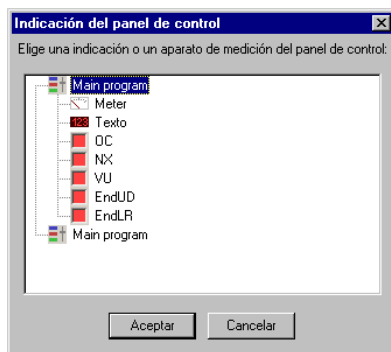 Indicación del panel de control
Elige una indicación o un aparato de medición del panel de control:
Main program
Meter
123 Texto
OC
NX
VU
EndUD
EndLR
Main program
Aceptar Cancelar